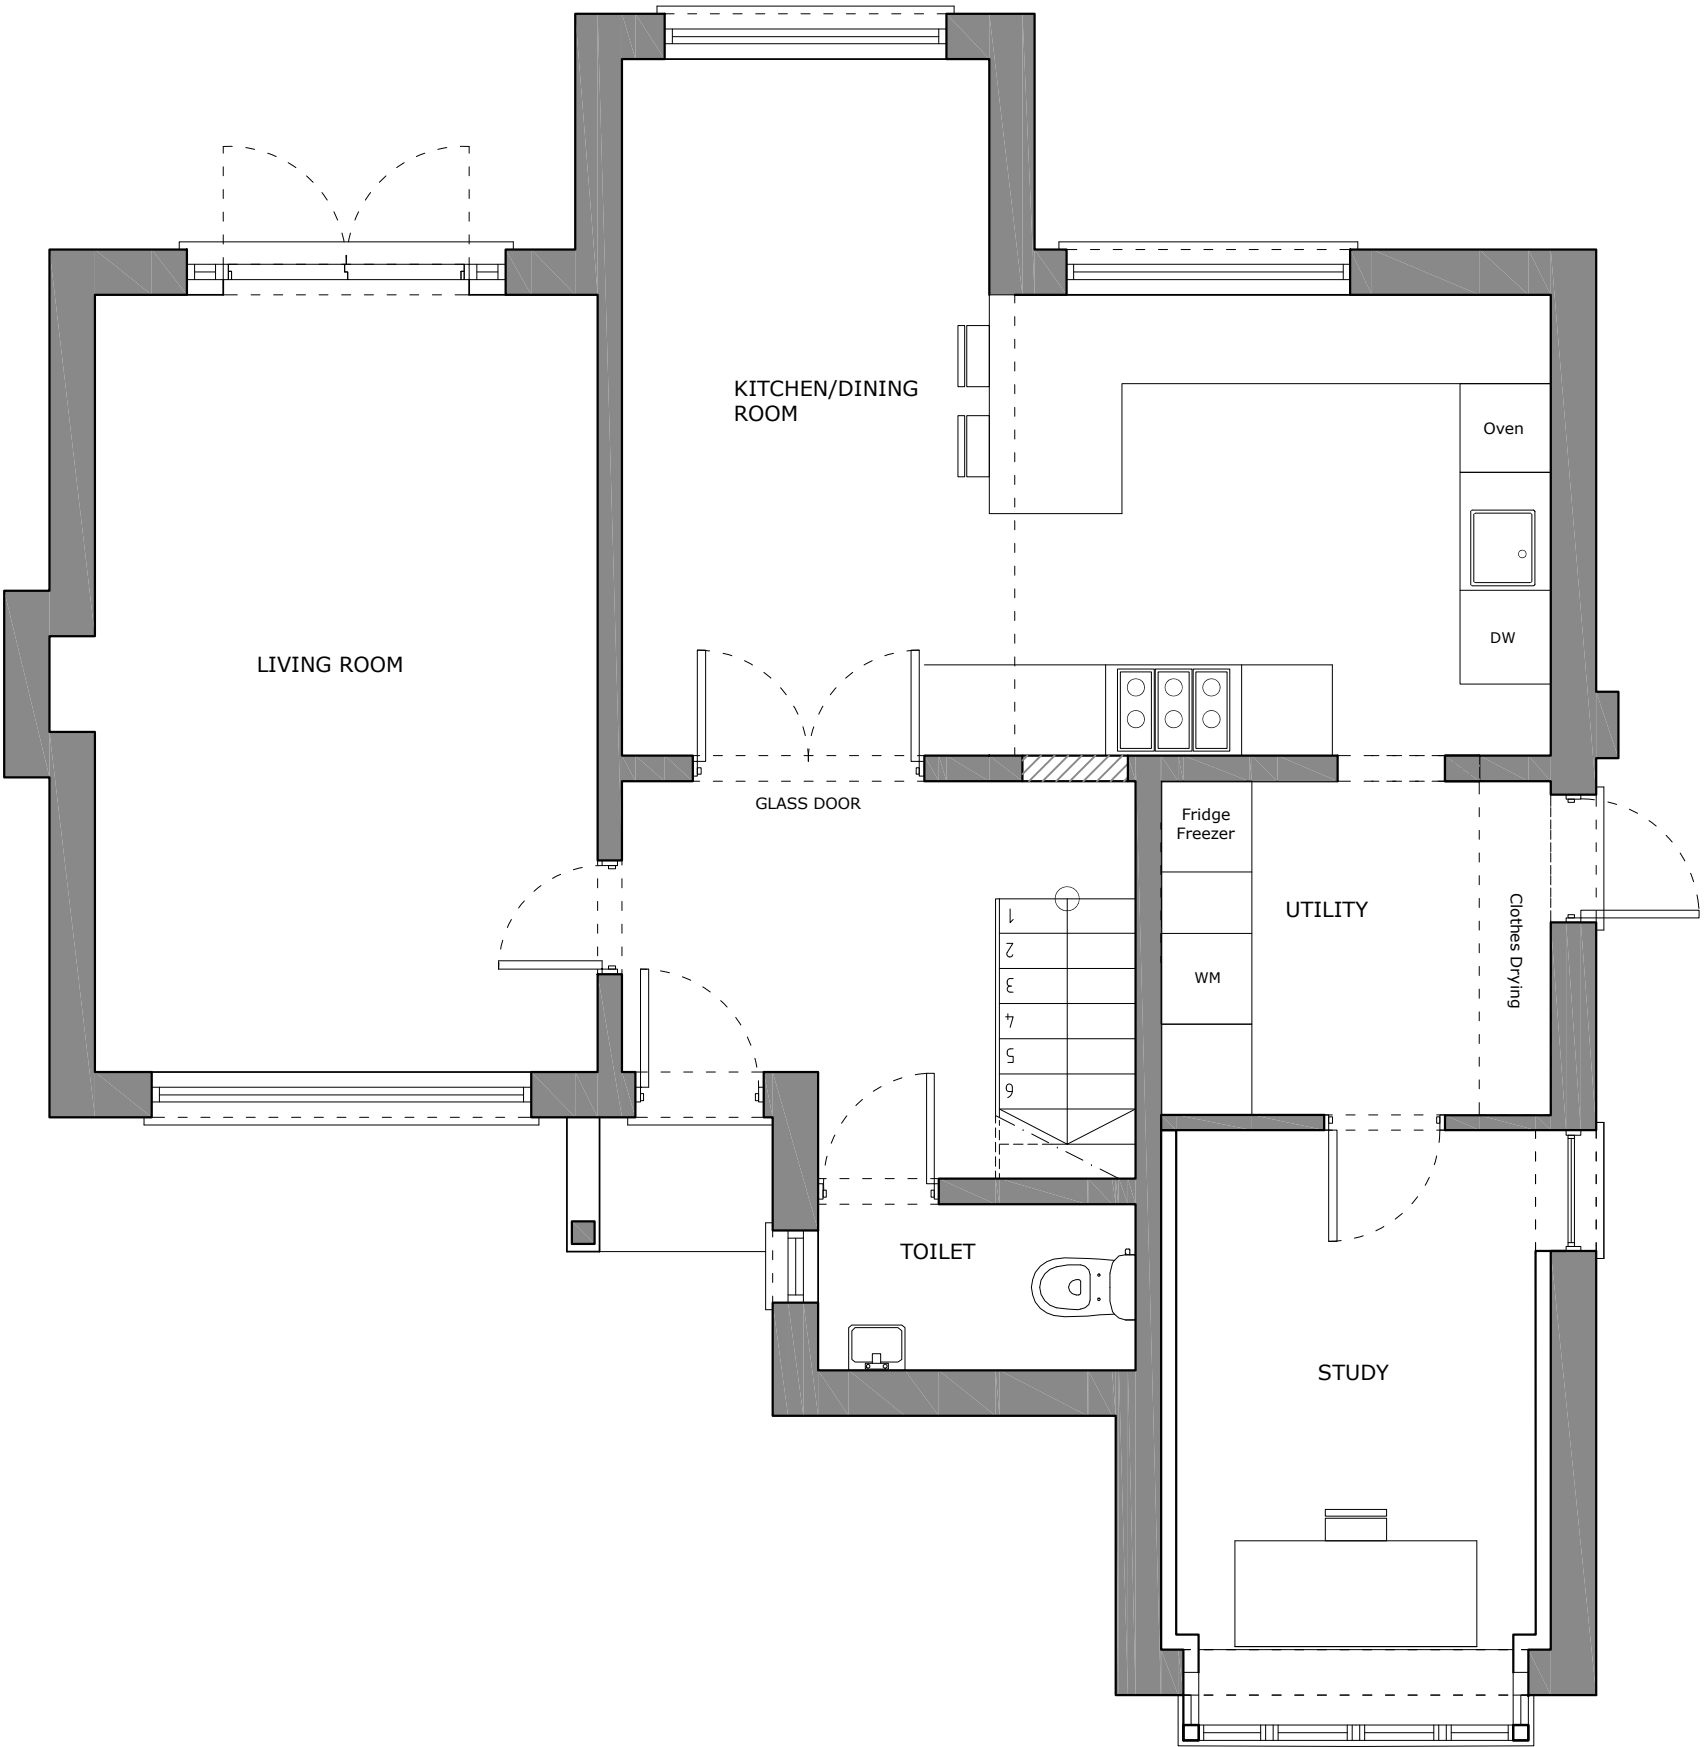 KITCHEN/DINING
ROOM
Oven
DW
LIVING ROOM
GLASS DOOR
Fridge
Freezer
UTILITY
Clothes Drying
WM
1
2
3
4
5
6
TOILET
STUDY